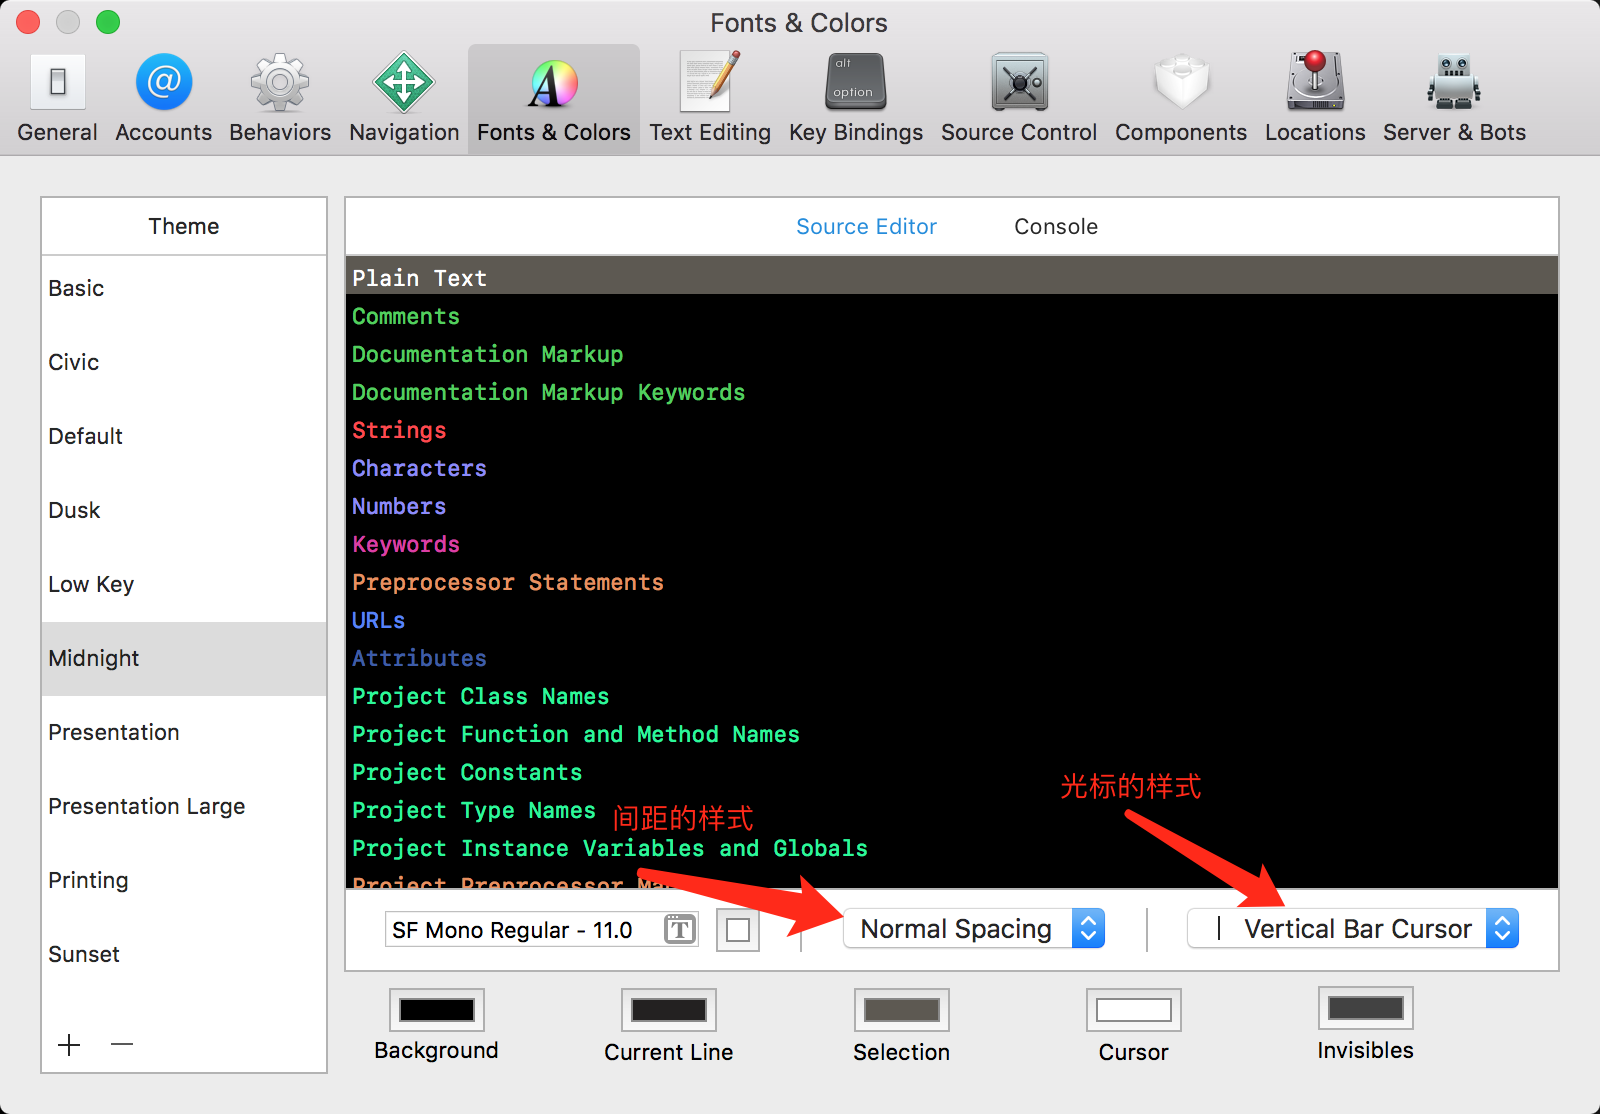 Fonts & Colors
alt
option
General Accounts Behaviors Navigation Fonts & Colors Text Editing Key Bindings Source Control Components Locations Server & Bots
Theme
Basic
Civic
Default
Dusk
Low Key
Midnight
Presentation
Presentation Large
Printing
Sunset
Source Editor Console
Plain Text
Comments
Documentation Markup
Documentation Markup Keywords
Strings
Characters
Numbers
Keywords
Preprocessor Statements
URLs
Attributes
Project Class Names
Project Function and Method Names
Project Constants
光标的样式
Project Type Names
间距的样式
Project Instance Variables and Globals
Project Preprocessor
SF Mono Regular - 11.0
Normal Spacing
Vertical Bar Cursor
Background Current Line Selection Cursor Invisibles